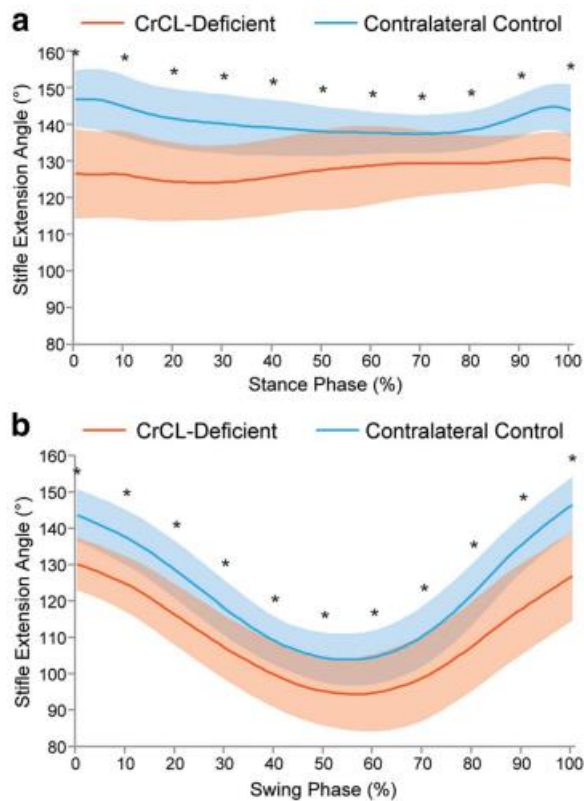 a
CrCL-Deficient Contralateral Control
160
150
140
130
120
110
100
90
80
Stifle Extension Angle (°)
* * * * * * * * * * *
0 10 20 30 40 50 60 70 80 90 100
Stance Phase (%)
b
CrCL-Deficient Contralateral Control
160
150
140
130
120
110
100
90
80
Stifle Extension Angle (°)
* * * * * * * * * * *
0 10 20 30 40 50 60 70 80 90 100
Swing Phase (%)